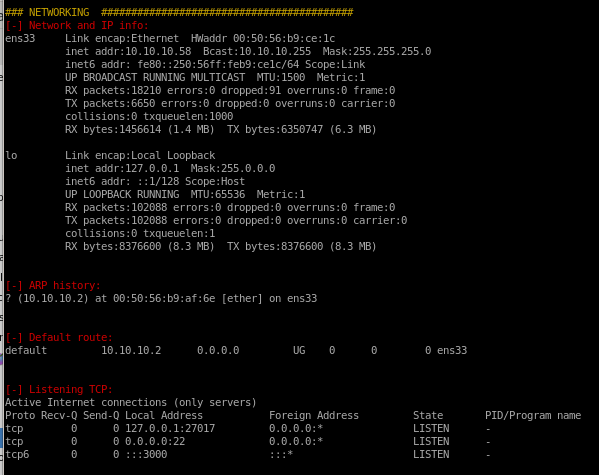 ### NETWORKING  ##########################################
[-] Network and IP info:
ens33     Link encap:Ethernet  HWaddr 00:50:56:b9:ce:1c
          inet addr:10.10.10.58  Bcast:10.10.10.255  Mask:255.255.255.0
          inet6 addr: fe80::250:56ff:feb9:ce1c/64 Scope:Link
          UP BROADCAST RUNNING MULTICAST  MTU:1500  Metric:1
          RX packets:18210 errors:0 dropped:91 overruns:0 frame:0
          TX packets:6650 errors:0 dropped:0 overruns:0 carrier:0
          collisions:0 txqueuelen:1000
          RX bytes:1456614 (1.4 MB)  TX bytes:6350747 (6.3 MB)
lo        Link encap:Local Loopback
          inet addr:127.0.0.1  Mask:255.0.0.0
          inet6 addr: ::1/128 Scope:Host
          UP LOOPBACK RUNNING  MTU:65536  Metric:1
          RX packets:102088 errors:0 dropped:0 overruns:0 frame:0
          TX packets:102088 errors:0 dropped:0 overruns:0 carrier:0
          collisions:0 txqueuelen:1
          RX bytes:8376600 (8.3 MB)  TX bytes:8376600 (8.3 MB)
[-] ARP history:
? (10.10.10.2) at 00:50:56:b9:af:6e [ether] on ens33
[-] Default route:
default         10.10.10.2      0.0.0.0         UG    0      0        0 ens33
[-] Listening TCP:
Active Internet connections (only servers)
Proto Recv-Q Send-Q Local Address           Foreign Address         State       PID/Program name
tcp        0      0 127.0.0.1:27017         0.0.0.0:*               LISTEN      -
tcp        0      0 0.0.0.0:22              0.0.0.0:*               LISTEN      -
tcp6       0      0 :::3000                 :::*                    LISTEN      -